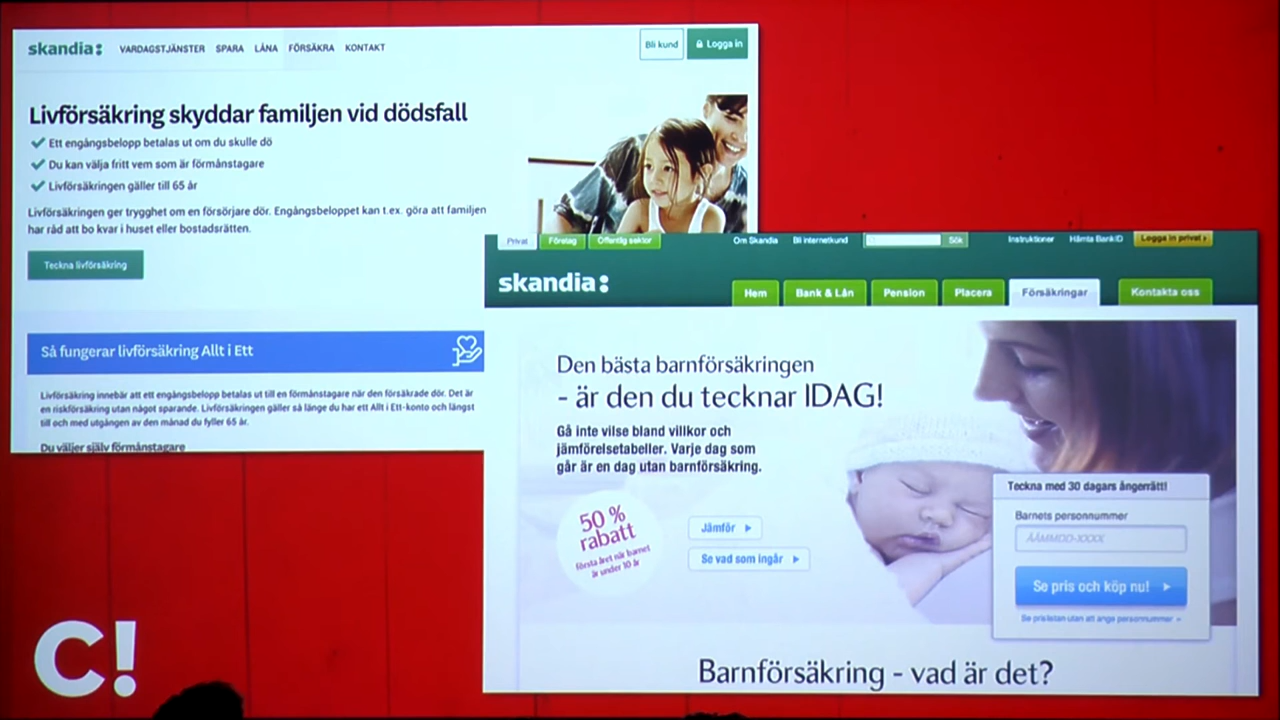 skandia:
VARDAGSTJÄNSTER SPARA LÅNA FÖRSÄKRA KONTAKT
Bli kund
Logga in
Livförsäkring skyddar familjen vid dödsfall
Ett engångsbelopp betalas ut om du skulle dö
Du kan välja fritt vem som är förmånstagare
Livförsäkringen gäller till 65 år
Livförsäkringen ger trygghet om en försörjare dör. Engångsbeloppet kan t.ex. göra att familjen
har råd att bo kvar i huset eller bostadsrätten.
Teckna livförsäkring
Så fungerar livförsäkring Allt i Ett
Livförsäkring innebär att ett engångsbelopp betalas ut till en förmånstagare när den försäkrade dör. Det är
en riskförsäkring utan något sparande. Livförsäkringen gäller så länge du har ett Allt i Ett-konto och längst
till och med utgången av den månad du fyller 65 år.
Du väljer själv förmånstagare
Privat Företag Offentlig sektor Om Skandia Bli internetkund Sök Instruktioner Hämta BankID Logga in privat
skandia:
Hem Bank & Lån Pension Placera Försäkringar Kontakta oss
Den bästa barnförsäkringen
- är den du tecknar IDAG!
Gå inte vilse bland villkor och
jämförelsetabeller. Varje dag som
går är en dag utan barnförsäkring.
50 %
rabatt
första året när barnet
är under 10 år
Jämför
Se vad som ingår
Teckna med 30 dagars ångerrätt!
Barnets personnummer
ÅÅMMDD-XXXX
Se pris och köp nu!
Se prislistan utan att ange personnummer »
Barnförsäkring - vad är det?
C!